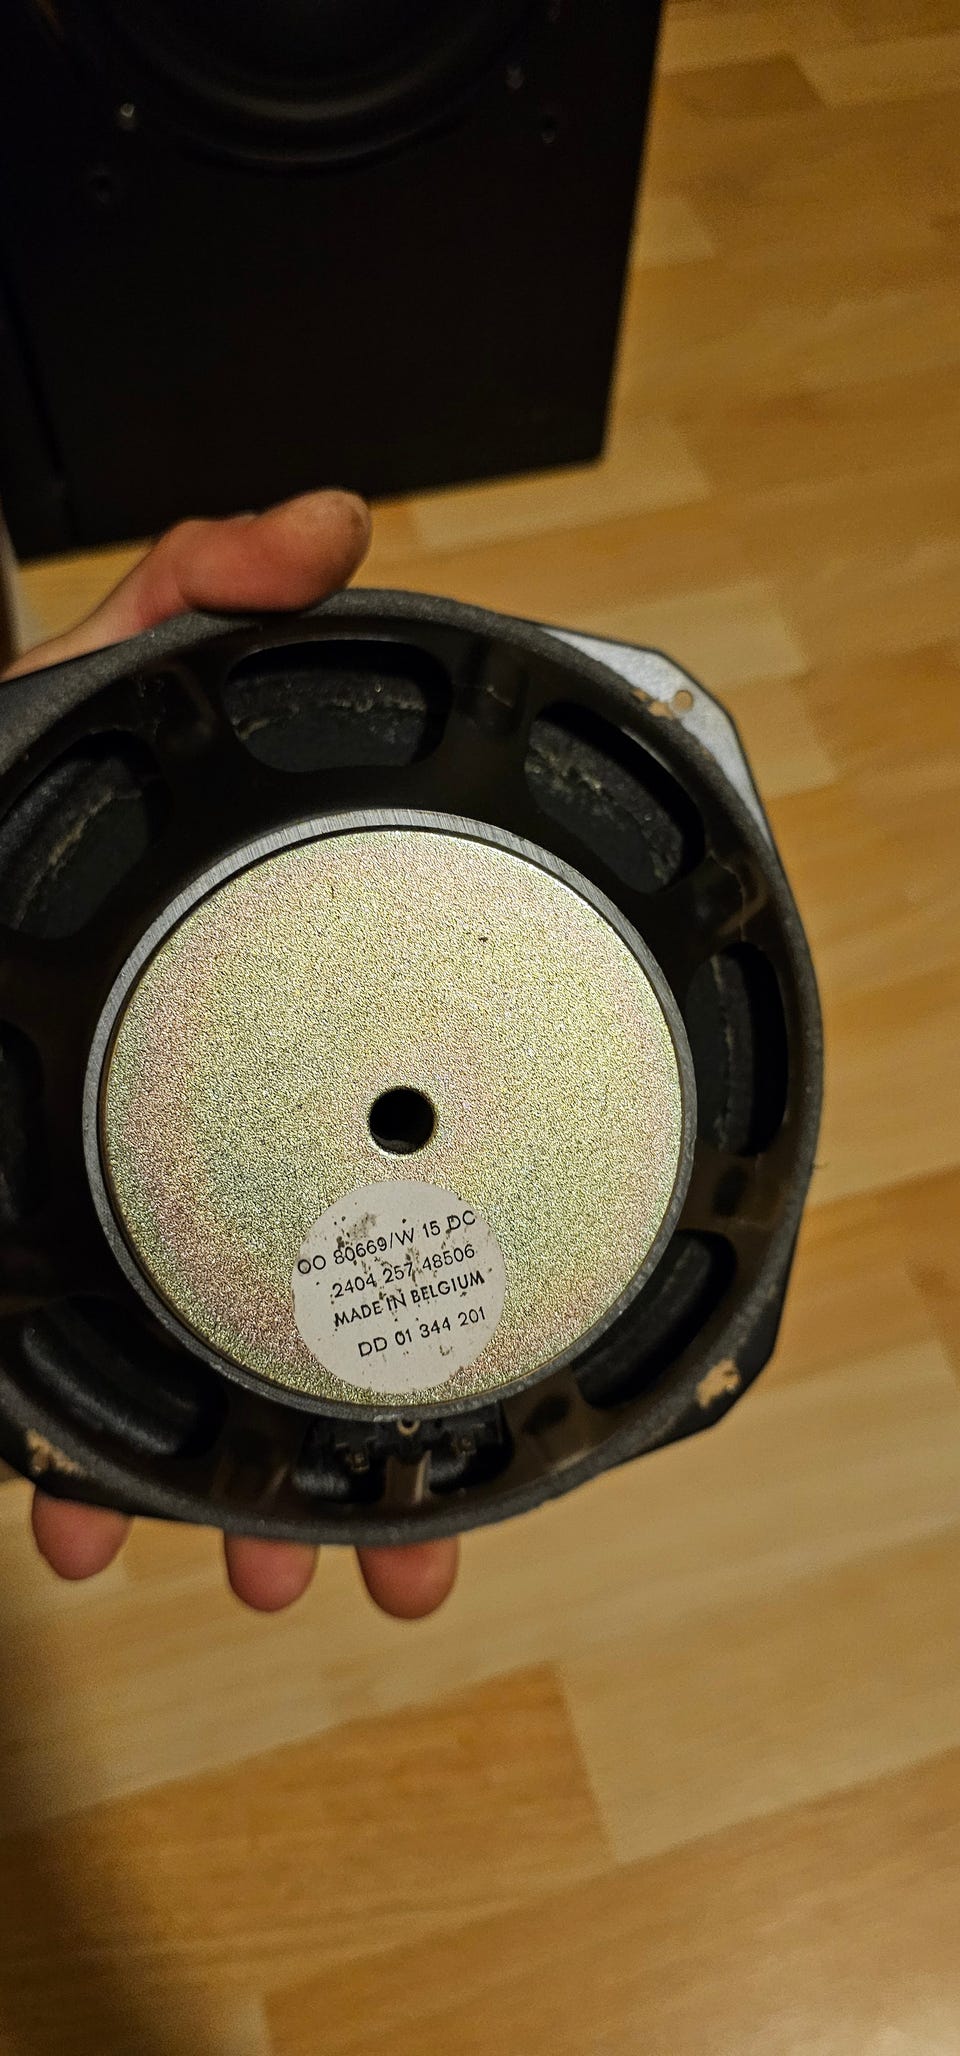 OO 80669/W 15 DC
2404 257 48506
MADE IN BELGIUM
DD 01 344 201